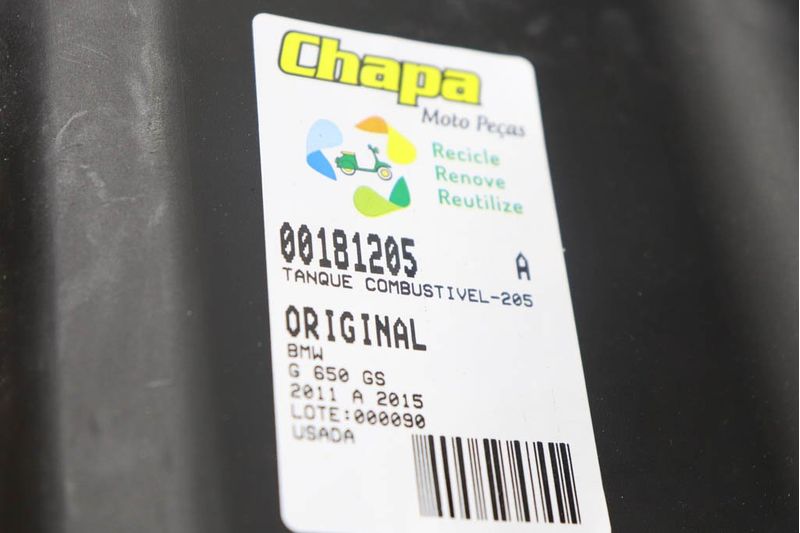 Chapa
Moto Peças
Recicle
Renove
Reutilize
00181205 A
TANQUE COMBUSTIVEL-205
ORIGINAL
BMW
G 650 GS
2011 A 2015
LOTE:000090
USADA